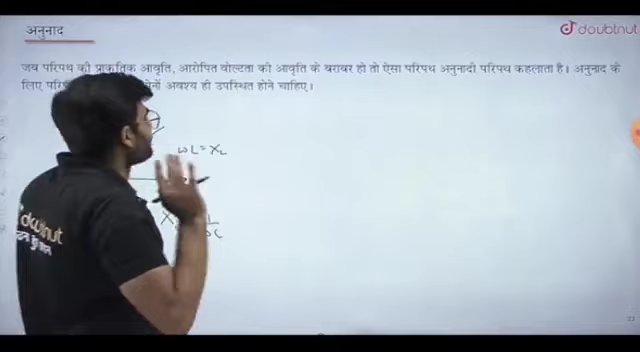 अनुनाद
doubtnut
जब परिपथ की प्राकृतिक आवृति, आरोपित वोल्टता की आवृति के बराबर हो तो ऐसा परिपथ अनुनादी परिपथ कहलाता है। अनुनाद के
लिए अवश्य ही उपस्थित होने चाहिए।
ωL = XL
doubtnut